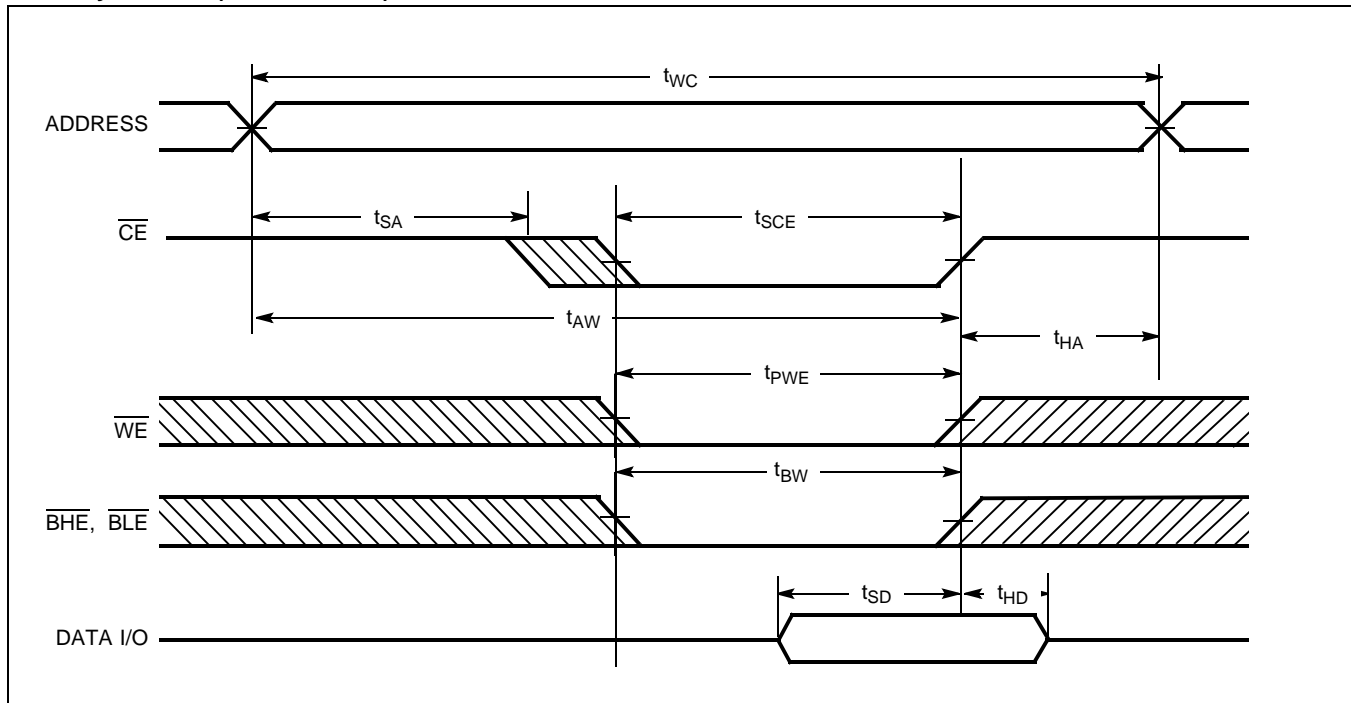 tWC
ADDRESS
tSA
tSCE
CE
tAW
tHA
tPWE
WE
tBW
BHE, BLE
tSD
tHD
DATA I/O